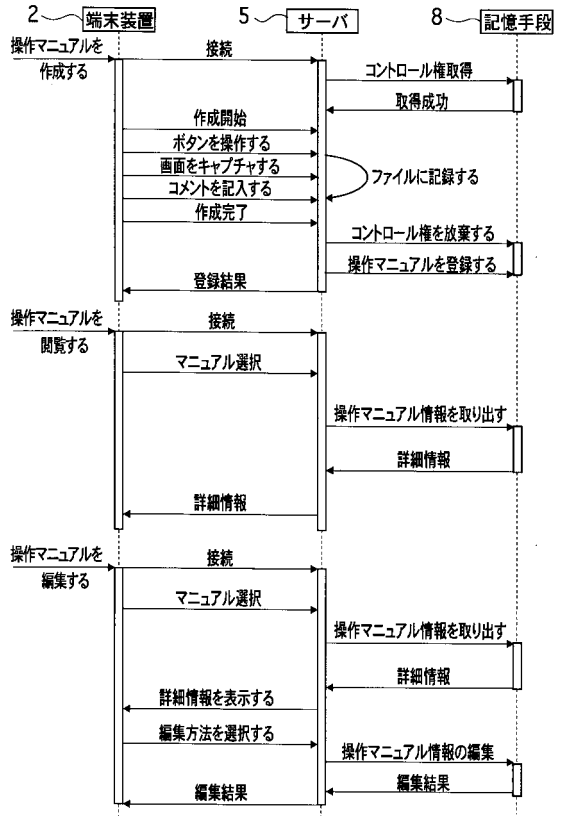 2 端末装置 5 サーバ 8 記憶手段
操作マニュアルを
作成する
接続
コントロール権取得
取得成功
作成開始
ボタンを操作する
画面をキャプチャする
コメントを記入する
ファイルに記録する
作成完了
コントロール権を放棄する
操作マニュアルを登録する
登録結果
操作マニュアルを
閲覧する
接続
マニュアル選択
操作マニュアル情報を取り出す
詳細情報
詳細情報
操作マニュアルを
編集する
接続
マニュアル選択
操作マニュアル情報を取り出す
詳細情報
詳細情報を表示する
編集方法を選択する
操作マニュアル情報の編集
編集結果
編集結果